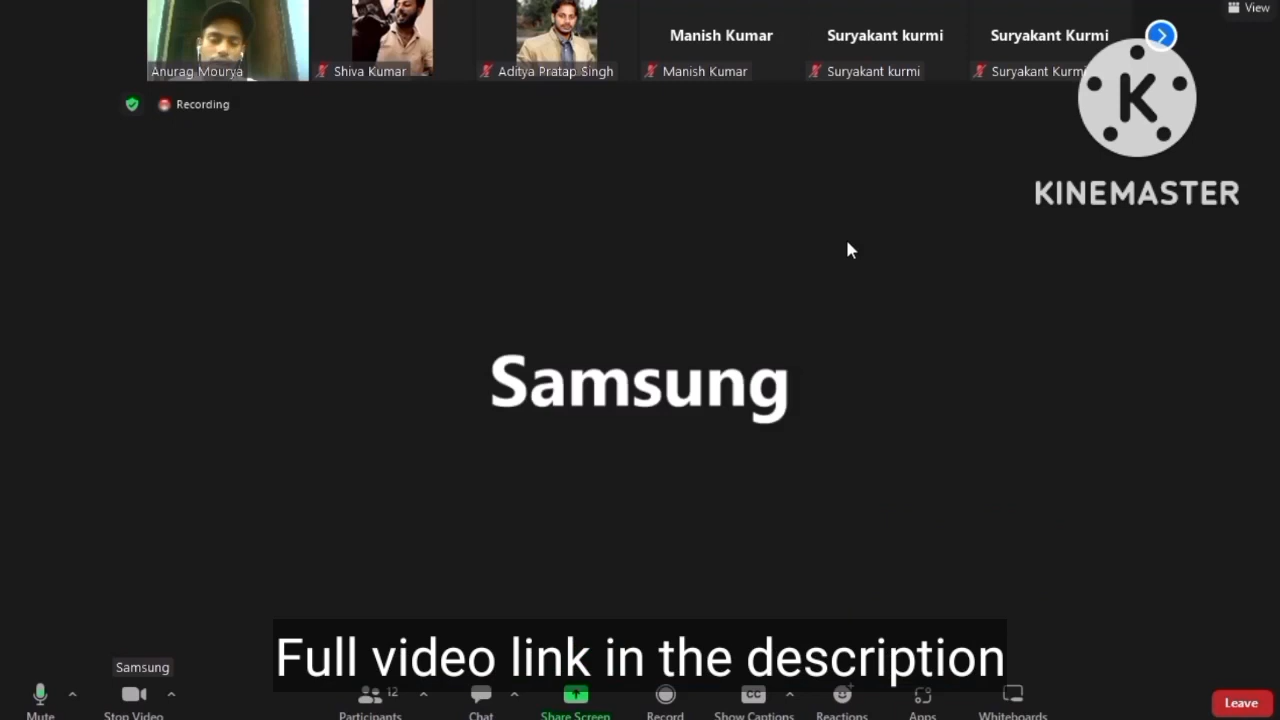 View
Manish Kumar
Suryakant kurmi
Suryakant Kurmi
Anurag Mourya
Shiva Kumar
Aditya Pratap Singh
Manish Kumar
Suryakant kurmi
Suryakant Kurmi
Recording
K
KINEMASTER
Samsung
Full video link in the description
Samsung
12
CC
Mute
Stop Video
Participants
Chat
Share Screen
Record
Show Captions
Reactions
Apps
Whiteboards
Leave